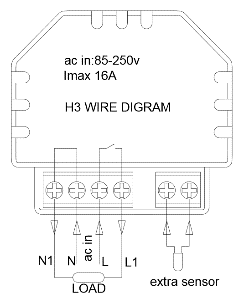 ac in:85-250v
Imax 16A
H3 WIRE DIGRAM
N1 N ac in L L1
LOAD
extra sensor